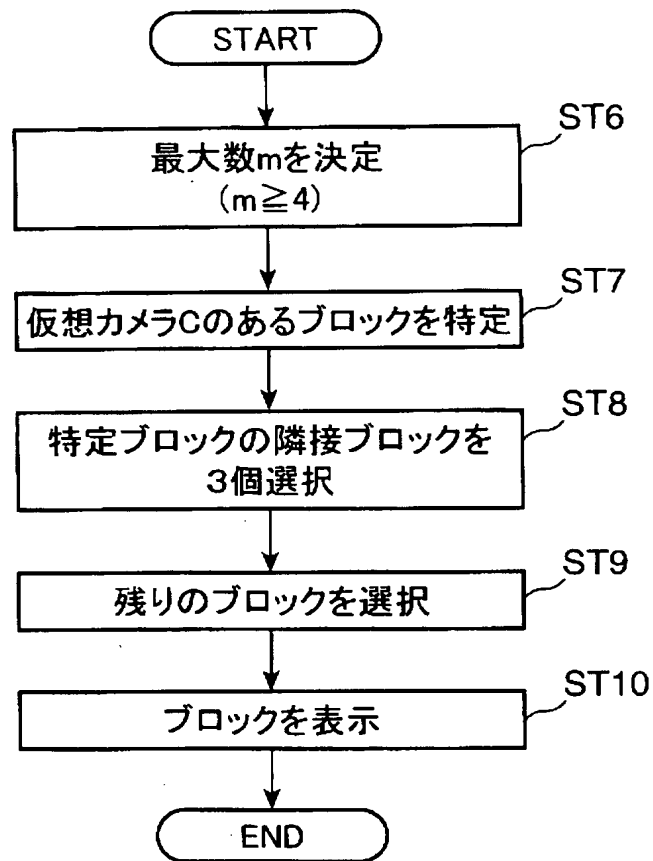 START
ST6
最大数mを決定
(m≧4)
ST7
仮想カメラCのあるブロックを特定
ST8
特定ブロックの隣接ブロックを
3個選択
ST9
残りのブロックを選択
ST10
ブロックを表示
END